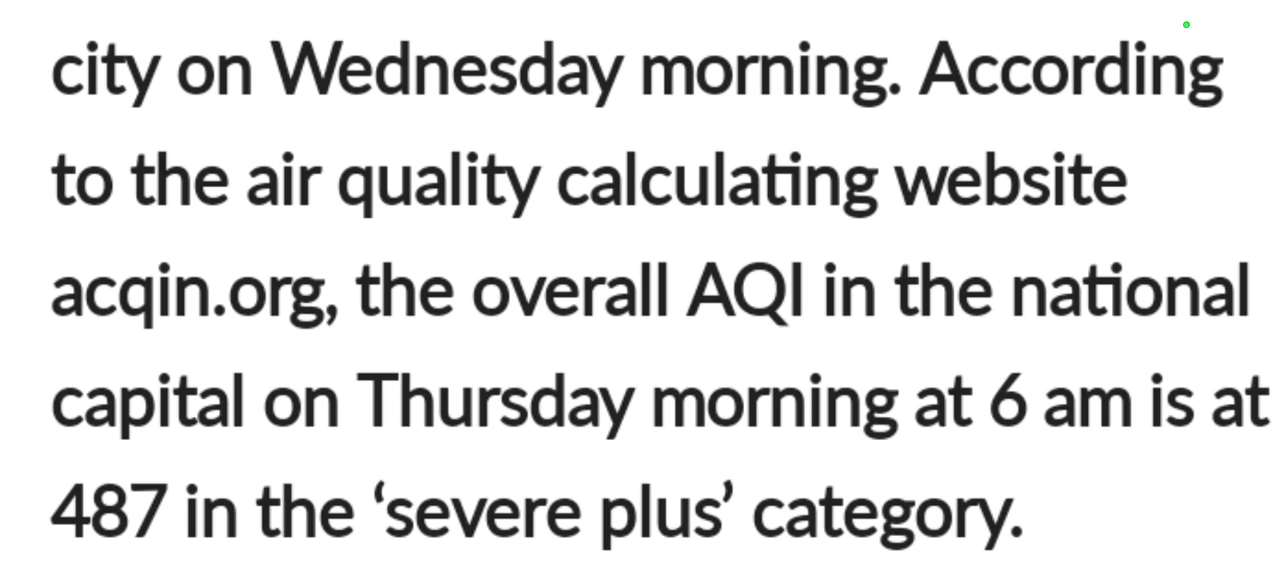 city on Wednesday morning. According
to the air quality calculating website
acqin.org, the overall AQI in the national
capital on Thursday morning at 6 am is at
487 in the ‘severe plus’ category.